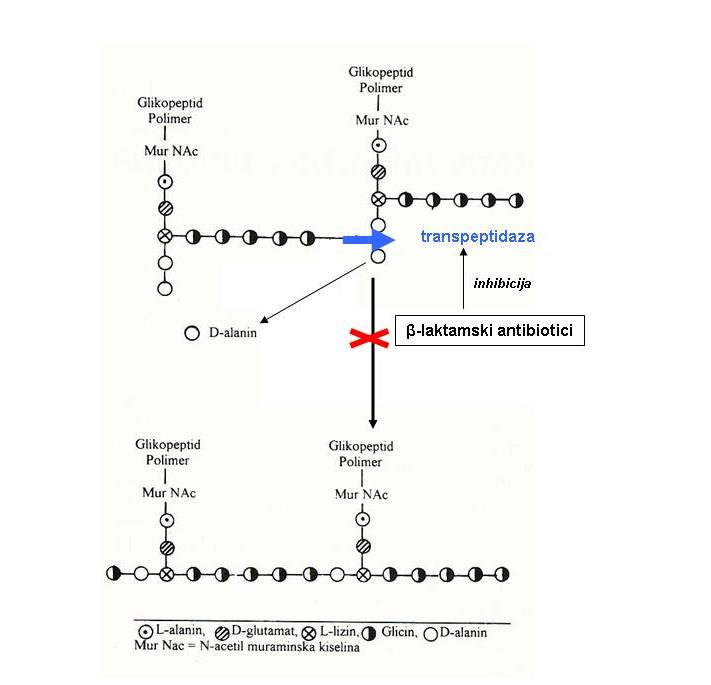 Glikopeptid
Polimer
Mur NAc
Glikopeptid
Polimer
Mur NAc
transpeptidaza
inhibicija
β-laktamski antibiotici
D-alanin
Glikopeptid
Polimer
Mur NAc
Glikopeptid
Polimer
Mur NAc
L-alanin, D-glutamat, L-lizin, Glicin, D-alanin
Mur Nac = N-acetil muraminska kiselina